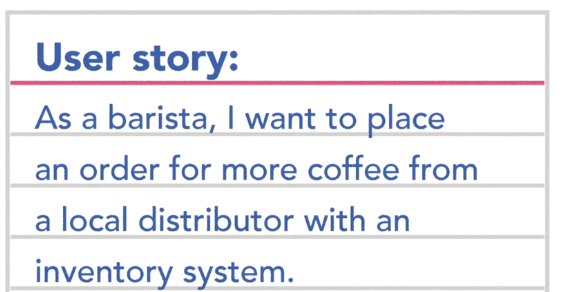 User story:
As a barista, I want to place
an order for more coffee from
a local distributor with an
inventory system.